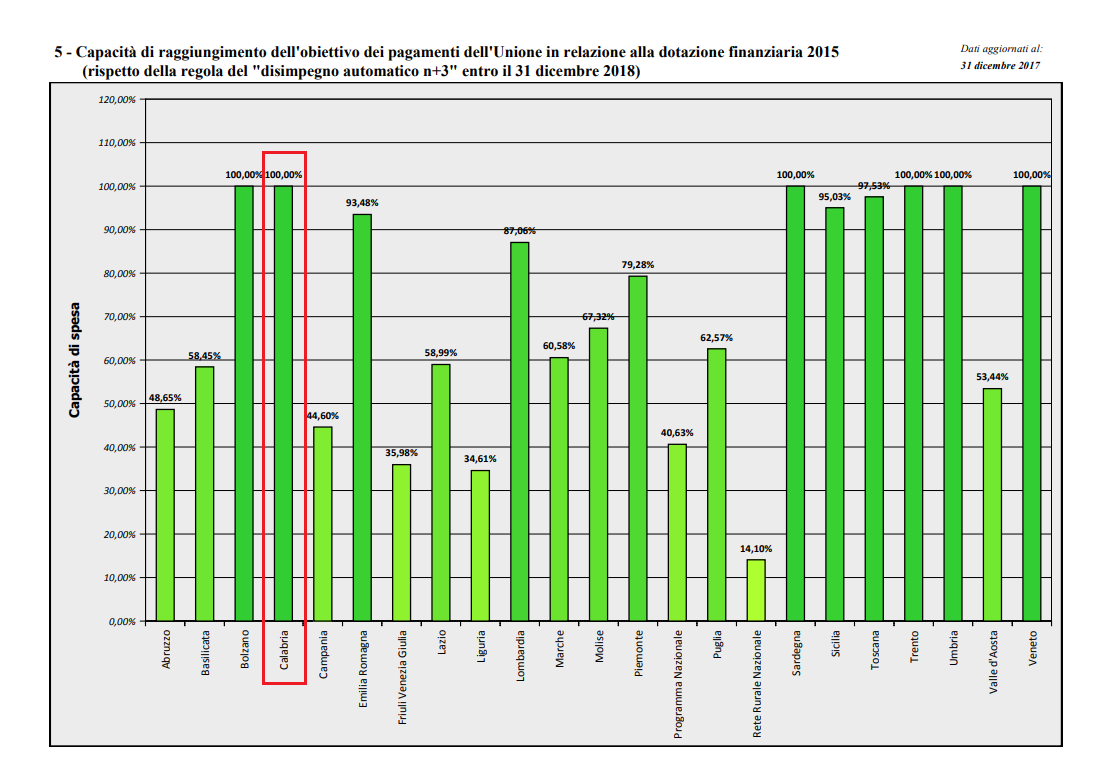 5 - Capacità di raggiungimento dell'obiettivo dei pagamenti dell'Unione in relazione alla dotazione finanziaria 2015
(rispetto della regola del "disimpegno automatico n+3" entro il 31 dicembre 2018)
Dati aggiornati al:
31 dicembre 2017
Capacità di spesa
120,00%
110,00%
100,00%
90,00%
80,00%
70,00%
60,00%
50,00%
40,00%
30,00%
20,00%
10,00%
0,00%
48,65%
58,45%
100,00%
100,00%
44,60%
93,48%
35,98%
58,99%
34,61%
87,06%
60,58%
67,32%
79,28%
40,63%
62,57%
14,10%
100,00%
95,03%
97,53%
100,00%
100,00%
53,44%
100,00%
Abruzzo
Basilicata
Bolzano
Calabria
Campania
Emilia Romagna
Friuli Venezia Giulia
Lazio
Liguria
Lombardia
Marche
Molise
Piemonte
Programma Nazionale
Puglia
Rete Rurale Nazionale
Sardegna
Sicilia
Toscana
Trento
Umbria
Valle d'Aosta
Veneto